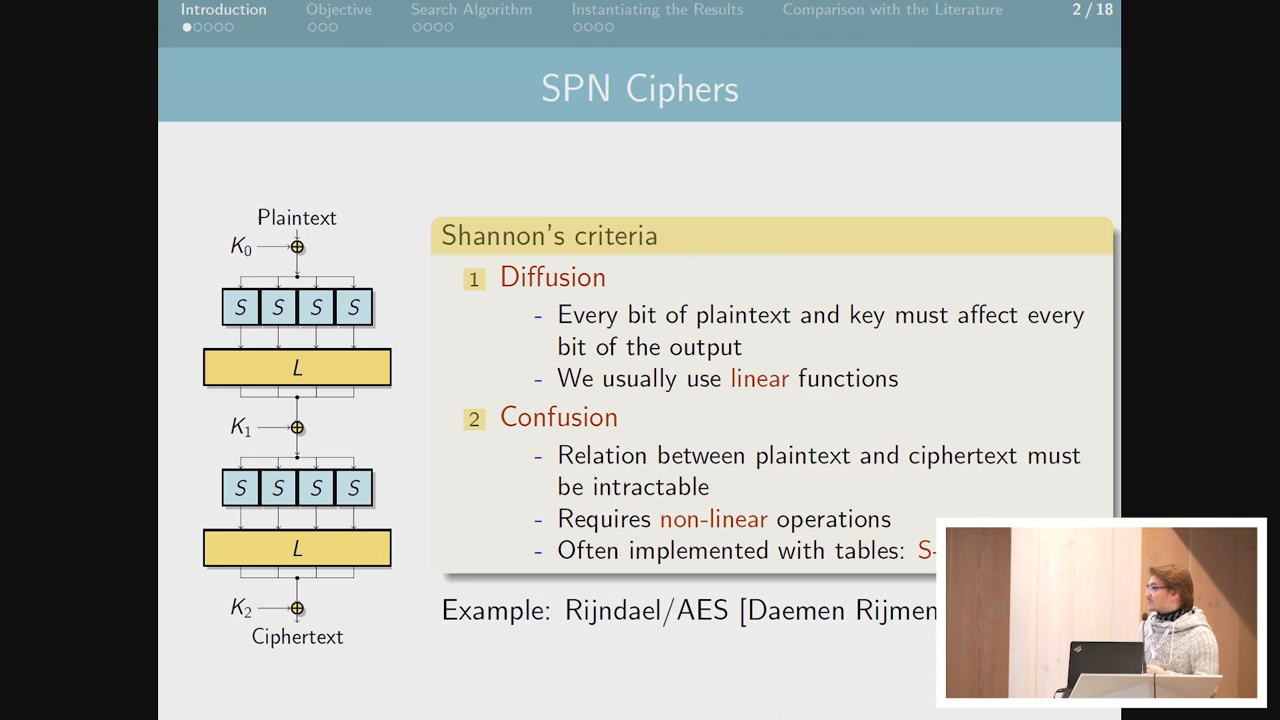 Introduction Objective Search Algorithm Instantiating the Results Comparison with the Literature 2 / 18
SPN Ciphers
Plaintext
K0
S S S S
L
K1
S S S S
L
K2
Ciphertext
Shannon's criteria
1 Diffusion
- Every bit of plaintext and key must affect every
bit of the output
- We usually use linear functions
2 Confusion
- Relation between plaintext and ciphertext must
be intractable
- Requires non-linear operations
- Often implemented with tables: S-
Example: Rijndael/AES [Daemen Rijmen